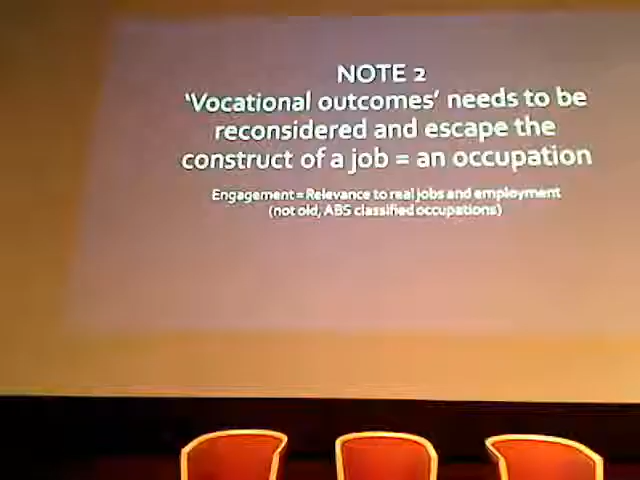 NOTE 2
'Vocational outcomes' needs to be
reconsidered and escape the
construct of a job = an occupation
Engagement = Relevance to real jobs and employment
(not old, ABS classified occupations)